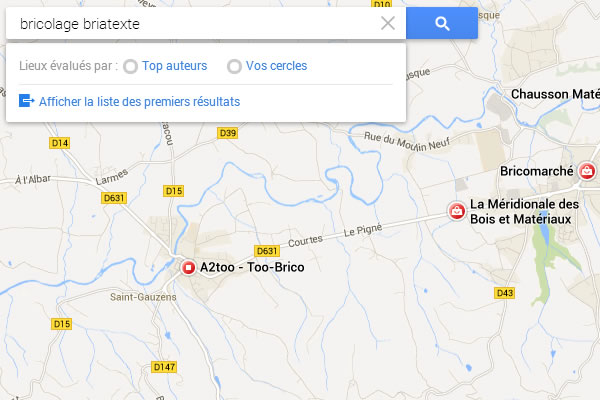 bricolage briatexte
Lieux évalués par :
Top auteurs
Vos cercles
Afficher la liste des premiers résultats
D10
Chausson Maté
D39
Rue du Moulin Neuf
D14
Bricomarché
À l'Albar
Larmes
D631
D15
La Méridionale des
Bois et Matériaux
Le Pigné
Courtes
D631
A2too - Too-Brico
Saint-Gauzens
D43
D15
D147